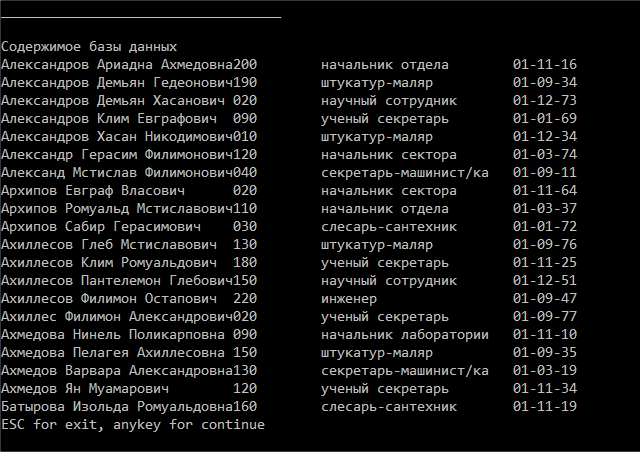 Содержимое базы данных
Александров Ариадна Ахмедовна200 начальник отдела 01-11-16
Александров Демьян Гедеонович190 штукатур-маляр 01-09-34
Александров Демьян Хасанович 020 научный сотрудник 01-12-73
Александров Клим Евграфович 090 ученый секретарь 01-01-69
Александров Хасан Никодимович010 штукатур-маляр 01-12-34
Александр Герасим Филимонович120 начальник сектора 01-03-74
Александ Мстислав Филимонович040 секретарь-машинист/ка 01-09-11
Архипов Евграф Власович 020 начальник сектора 01-11-64
Архипов Ромуальд Мстиславович110 начальник отдела 01-03-37
Архипов Сабир Герасимович 030 слесарь-сантехник 01-01-72
Ахиллесов Глеб Мстиславович 130 штукатур-маляр 01-09-76
Ахиллесов Клим Ромуальдович 180 ученый секретарь 01-11-25
Ахиллесов Пантелемон Глебович150 научный сотрудник 01-12-51
Ахиллесов Филимон Остапович 220 инженер 01-09-47
Ахиллес Филимон Александрович020 ученый секретарь 01-09-77
Ахмедова Нинель Поликарповна 090 начальник лаборатории 01-11-10
Ахмедова Пелагея Ахиллесовна 150 штукатур-маляр 01-09-35
Ахмедов Варвара Александровна130 секретарь-машинист/ка 01-03-19
Ахмедов Ян Муамарович 120 ученый секретарь 01-11-34
Батырова Изольда Ромуальдовна160 слесарь-сантехник 01-11-19
ESC for exit, anykey for continue